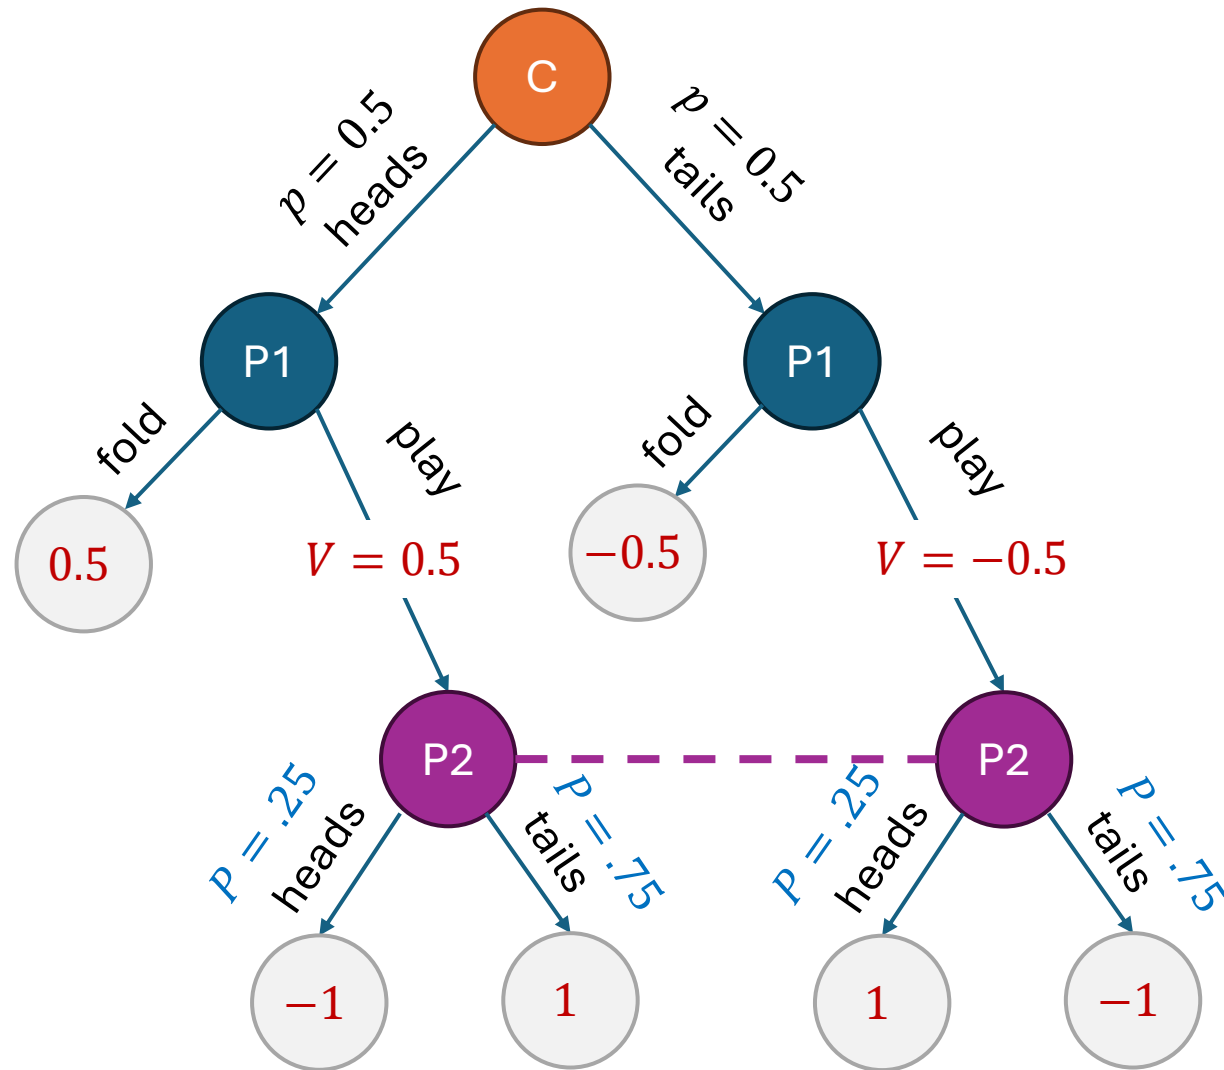 C
p = 0.5
heads
p = 0.5
tails
P1
P1
fold
play
fold
play
0.5
V = 0.5
−0.5
V = −0.5
P2
P2
P = .25
heads
P = .75
tails
P = .25
heads
P = .75
tails
−1
1
1
−1